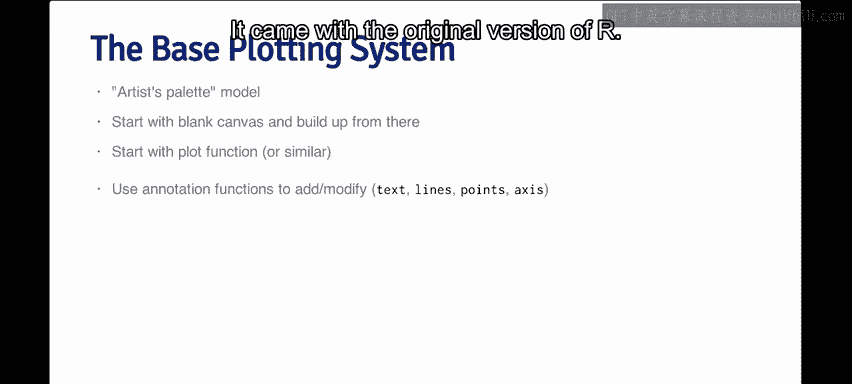 It came with the original version of R.
The Base Plotting System
· "Artist's palette" model
· Start with blank canvas and build up from there
· Start with plot function (or similar)
· Use annotation functions to add/modify (text, lines, points, axis)